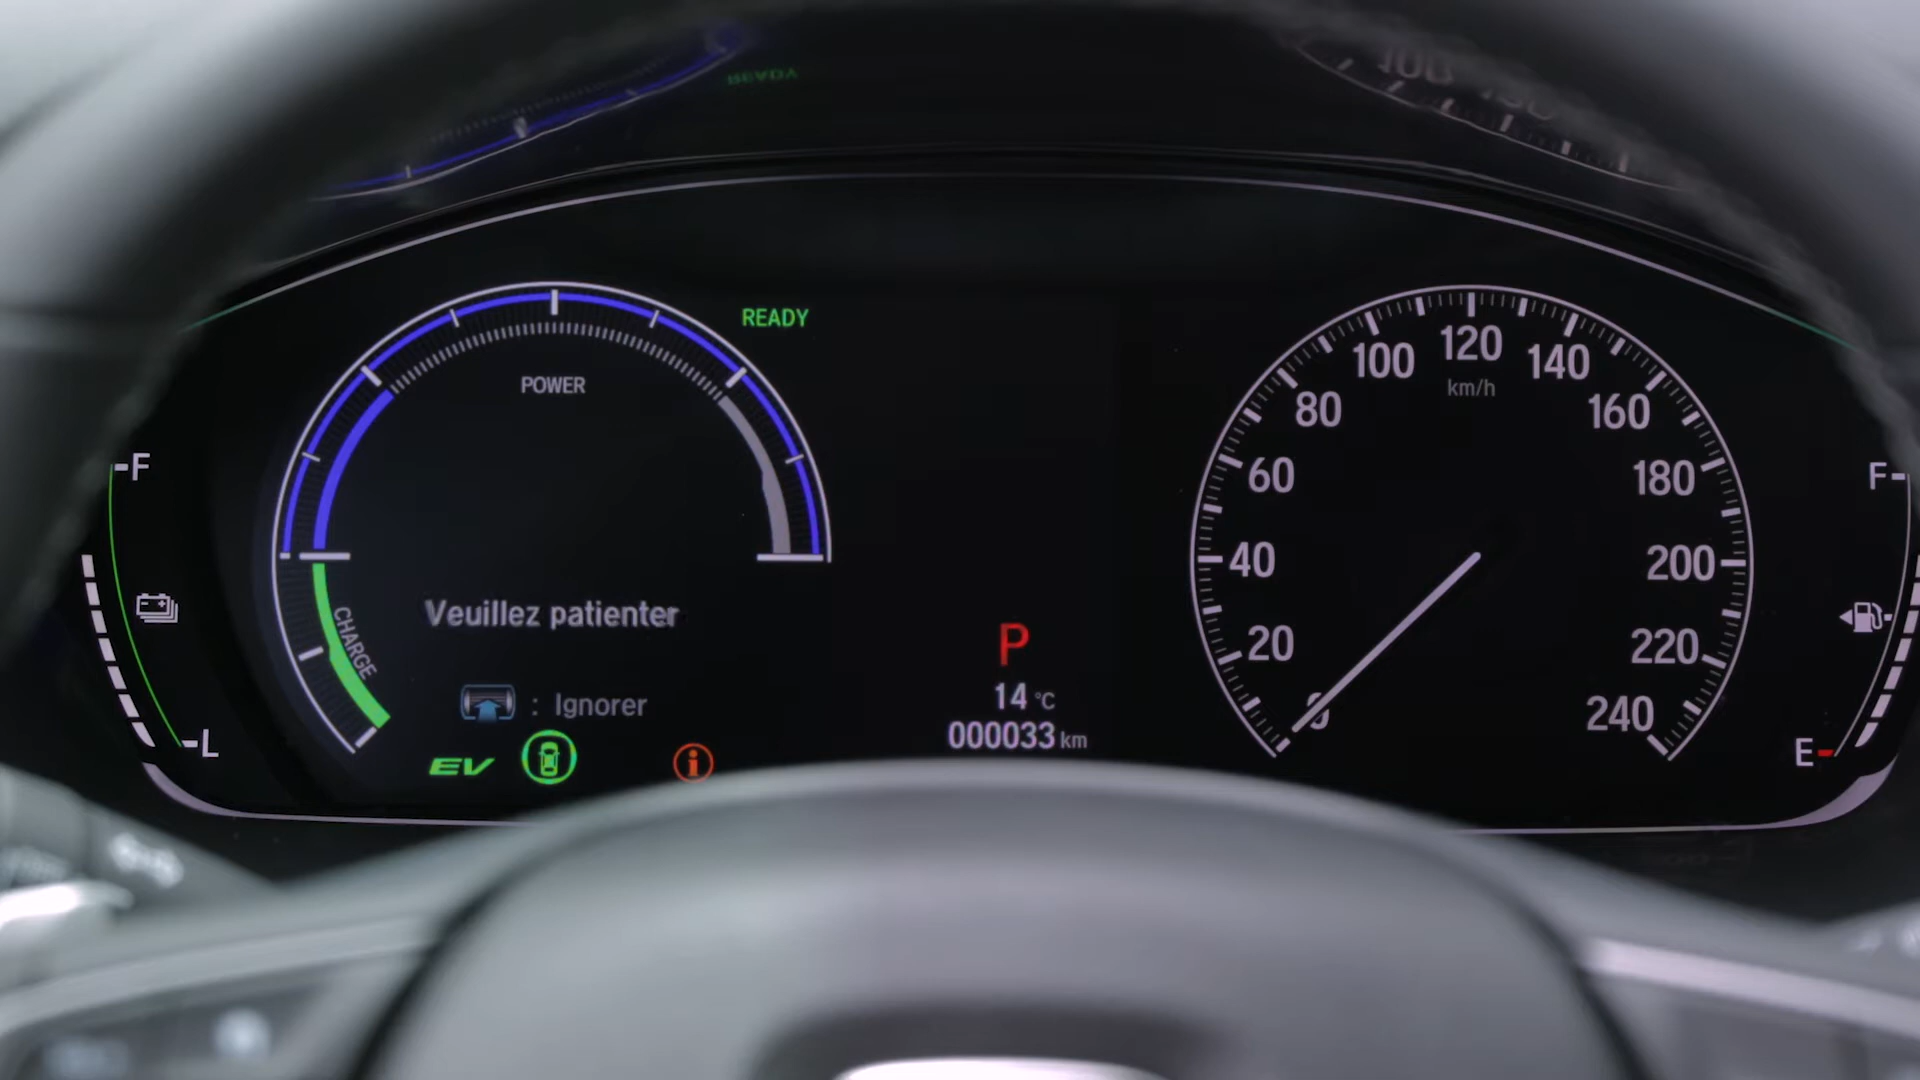 READY
POWER
100
120
140
km/h
80
160
60
180
F
F
40
200
CHARGE
Veuillez patienter
20
220
P
: Ignorer
14 °C
0
240
000033 km
L
E
EV
i